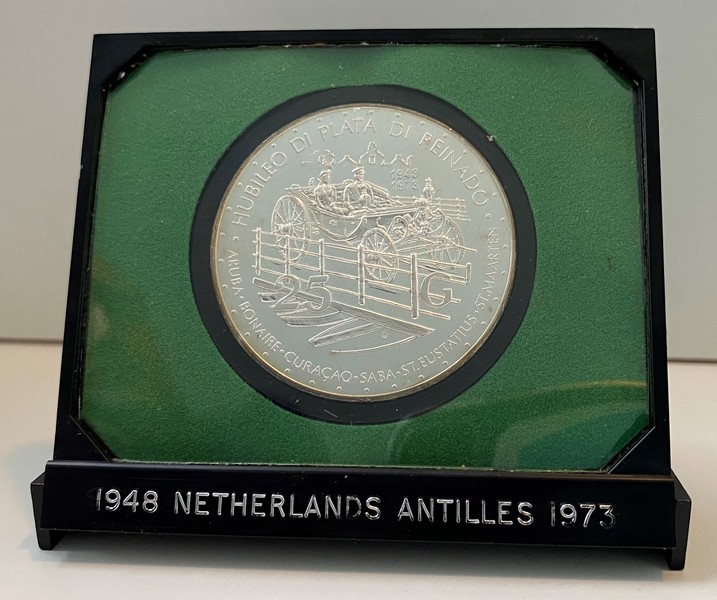 HUBILEO DI PLATA DI REINADO
1948
1973
25 G
ARUBA·BONAIRE·CURAÇAO·SABA·ST.EUSTATIUS·ST.MAARTEN
1948 NETHERLANDS ANTILLES 1973